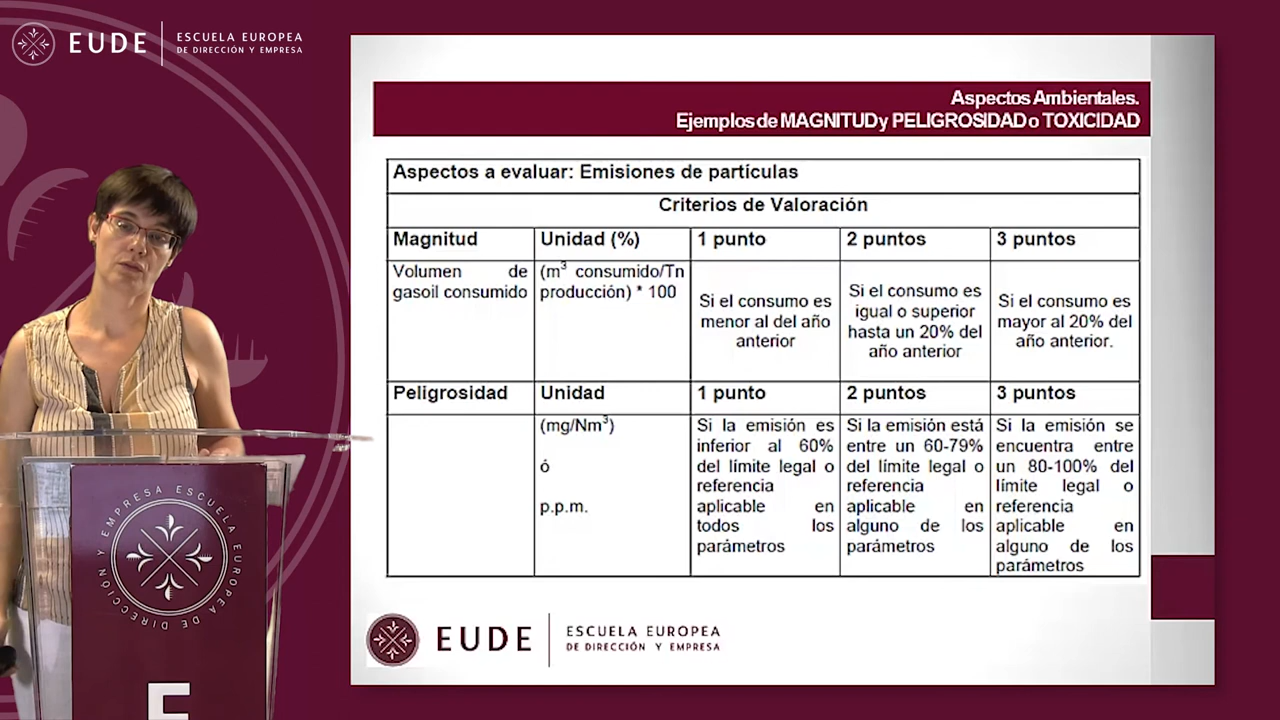 EUDE
ESCUELA EUROPEA
DE DIRECCIÓN Y EMPRESA
Aspectos Ambientales.
Ejemplos de MAGNITUD y PELIGROSIDAD o TOXICIDAD
Aspectos a evaluar: Emisiones de partículas
Criterios de Valoración
Magnitud
Unidad (%)
1 punto
2 puntos
3 puntos
Volumen de
gasoil consumido
(m³ consumido/Tn
producción) * 100
Si el consumo es
menor al del año
anterior
Si el consumo es
igual o superior
hasta un 20% del
año anterior
Si el consumo es
mayor al 20% del
año anterior.
Peligrosidad
Unidad
1 punto
2 puntos
3 puntos
(mg/Nm³)
ó
p.p.m.
Si la emisión es
inferior al 60%
del límite legal o
referencia
aplicable en
todos los
parámetros
Si la emisión está
entre un 60-79%
del límite legal o
referencia
aplicable en
alguno de los
parámetros
Si la emisión se
encuentra entre
un 80-100% del
límite legal o
referencia
aplicable en
alguno de los
parámetros
EUDE
ESCUELA EUROPEA
DE DIRECCIÓN Y EMPRESA
ESCUELA EUROPEA DE DIRECCIÓN Y EMPRESA
E